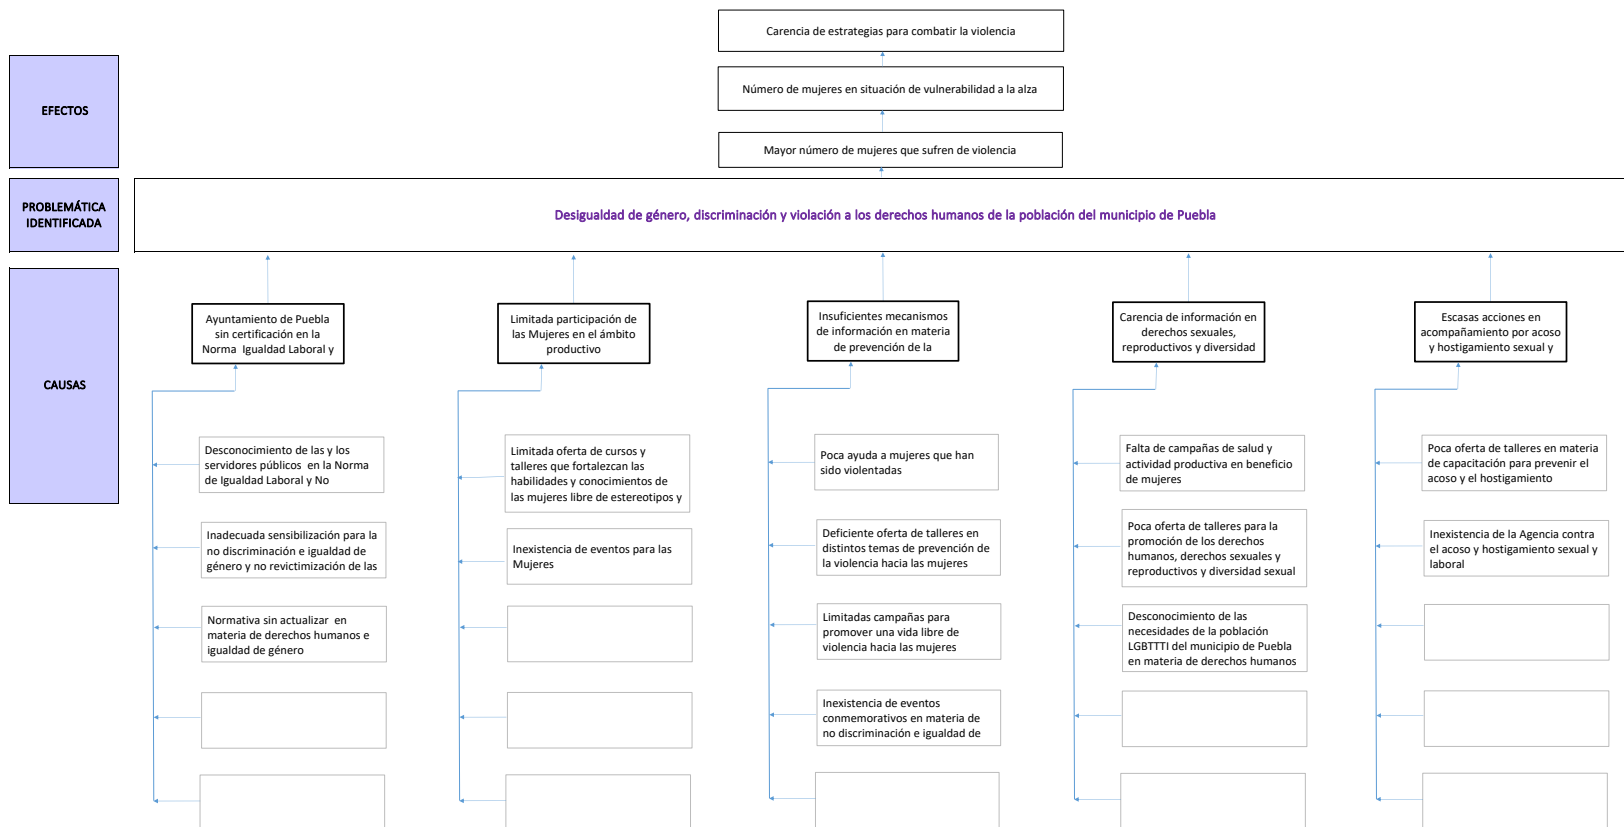 Carencia de estrategias para combatir la violencia
EFECTOS
Número de mujeres en situación de vulnerabilidad a la alza
Mayor número de mujeres que sufren de violencia
PROBLEMÁTICA
IDENTIFICADA
Desigualdad de género, discriminación y violación a los derechos humanos de la población del municipio de Puebla
CAUSAS
Ayuntamiento de Puebla
sin certificación en la
Norma Igualdad Laboral y
Limitada participación de
las Mujeres en el ámbito
productivo
Insuficientes mecanismos
de información en materia
de prevención de la
Carencia de información en
derechos sexuales,
reproductivos y diversidad
Escasas acciones en
acompañamiento por acoso
y hostigamiento sexual y
Desconocimiento de las y los
servidores públicos en la Norma
de Igualdad Laboral y No
Inadecuada sensibilización para la
no discriminación e igualdad de
género y no revictimización de las
Normativa sin actualizar en
materia de derechos humanos e
igualdad de género
Limitada oferta de cursos y
talleres que fortalezcan las
habilidades y conocimientos de
las mujeres libre de estereotipos y
Inexistencia de eventos para las
Mujeres
Poca ayuda a mujeres que han
sido violentadas
Deficiente oferta de talleres en
distintos temas de prevención de
la violencia hacia las mujeres
Limitadas campañas para
promover una vida libre de
violencia hacia las mujeres
Inexistencia de eventos
conmemorativos en materia de
no discriminación e igualdad de
Falta de campañas de salud y
actividad productiva en beneficio
de mujeres
Poca oferta de talleres para la
promoción de los derechos
humanos, derechos sexuales y
reproductivos y diversidad sexual
Desconocimiento de las
necesidades de la población
LGBTTTI del municipio de Puebla
en materia de derechos humanos
Poca oferta de talleres en materia
de capacitación para prevenir el
acoso y el hostigamiento
Inexistencia de la Agencia contra
el acoso y hostigamiento sexual y
laboral